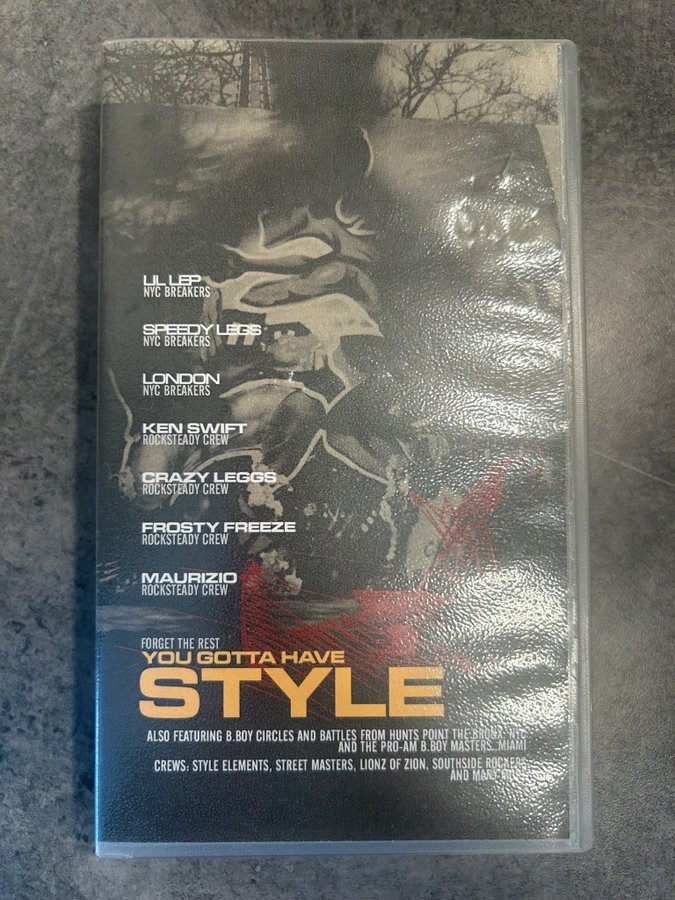 LIL LEP
NYC BREAKERS
SPEEDY LEGS
NYC BREAKERS
LONDON
NYC BREAKERS
KEN SWIFT
ROCKSTEADY CREW
CRAZY LEGGS
ROCKSTEADY CREW
FROSTY FREEZE
ROCKSTEADY CREW
MAURIZIO
ROCKSTEADY CREW
FORGET THE REST
YOU GOTTA HAVE
STYLE
ALSO FEATURING B.BOY CIRCLES AND BATTLES FROM HUNTS POINT THE BRONX, NYC
AND THE PRO-AM B.BOY MASTERS. MIAMI
CREWS: STYLE ELEMENTS, STREET MASTERS, LIONZ OF ZION, SOUTHSIDE ROCKERS
AND MANY MORE